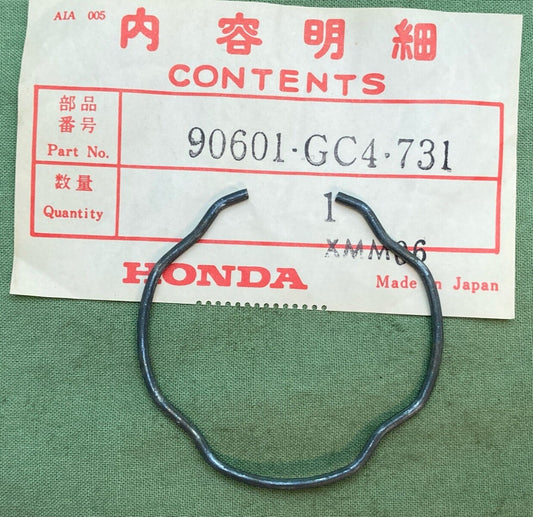 AIA 005
内容明細
CONTENTS
部品
番号
Part No.
90601-GC4-731
数量
Quantity
1
XMM06
HONDA
Made in Japan